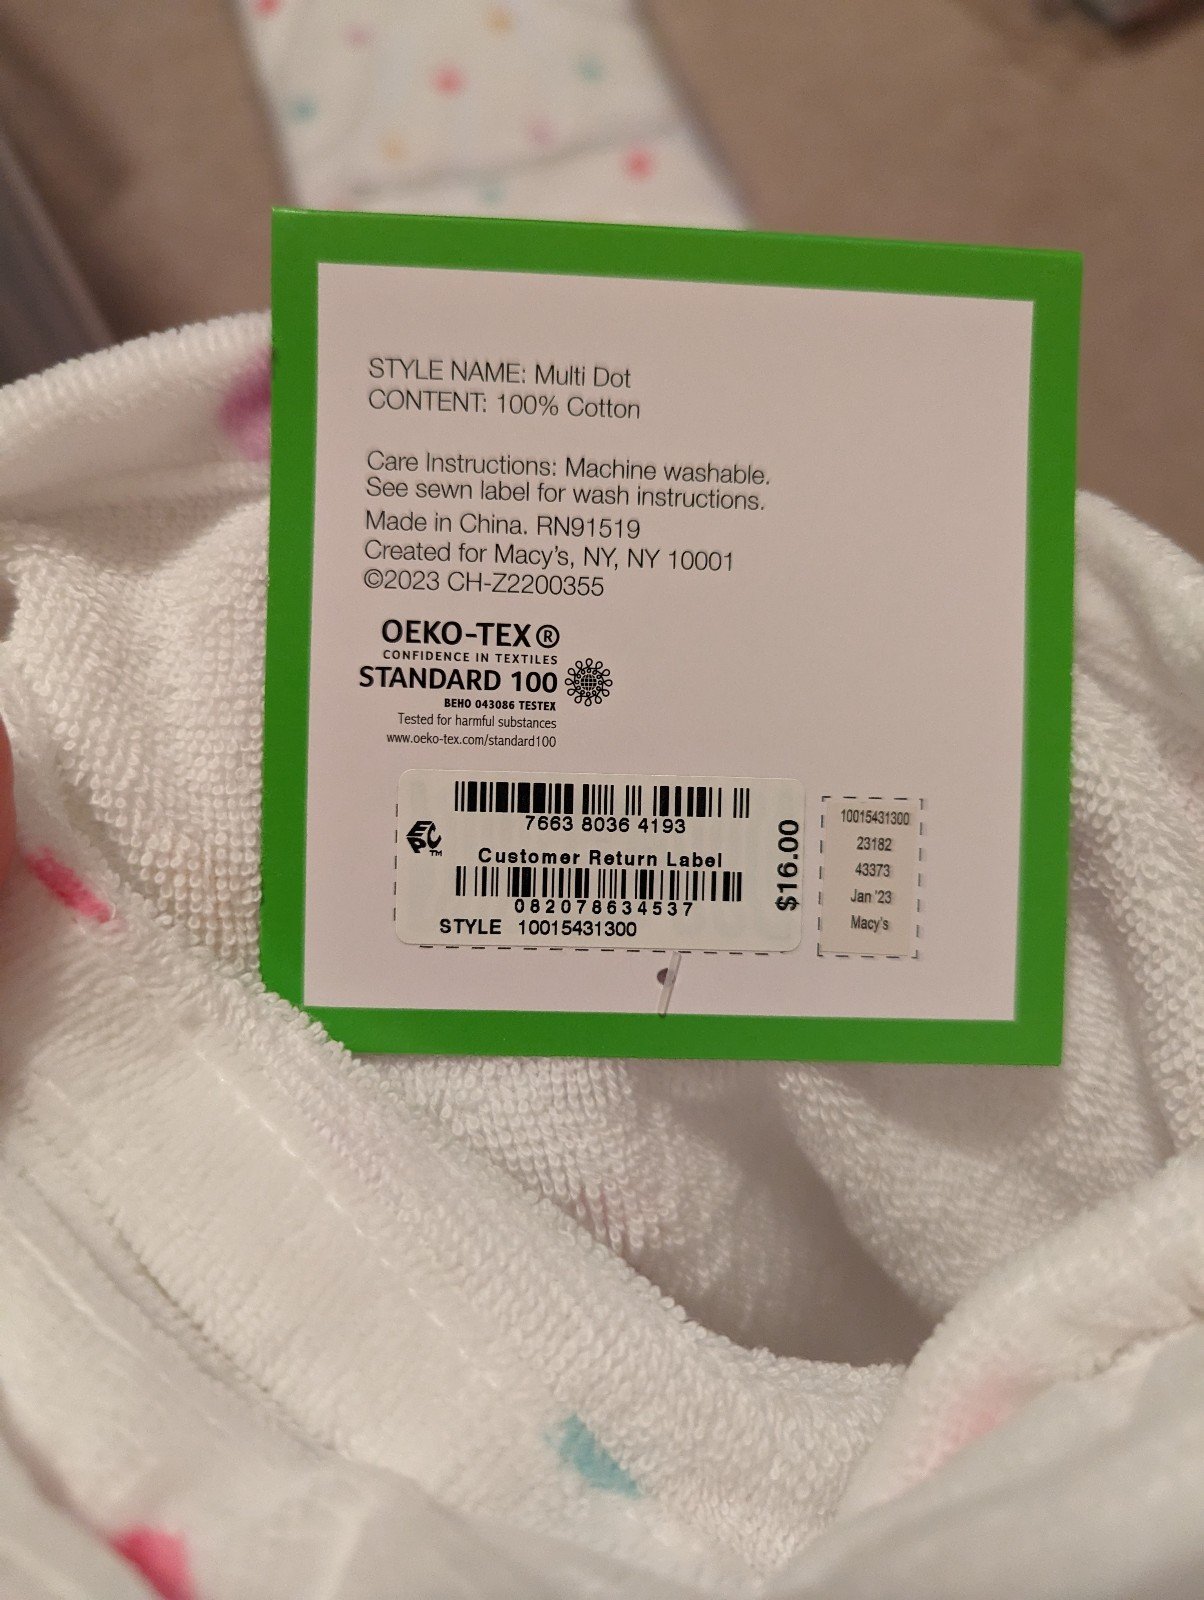 STYLE NAME: Multi Dot
CONTENT: 100% Cotton
Care Instructions: Machine washable.
See sewn label for wash instructions.
Made in China. RN91519
Created for Macy's, NY, NY 10001
©2023 CH-Z2200355
OEKO-TEX®
CONFIDENCE IN TEXTILES
STANDARD 100
BEHO 043086 TESTEX
Tested for harmful substances
www.oeko-tex.com/standard100
7663 8036 4193
EPC™
Customer Return Label
082078634537
STYLE 10015431300
$16.00
10015431300
23182
43373
Jan '23
Macy's